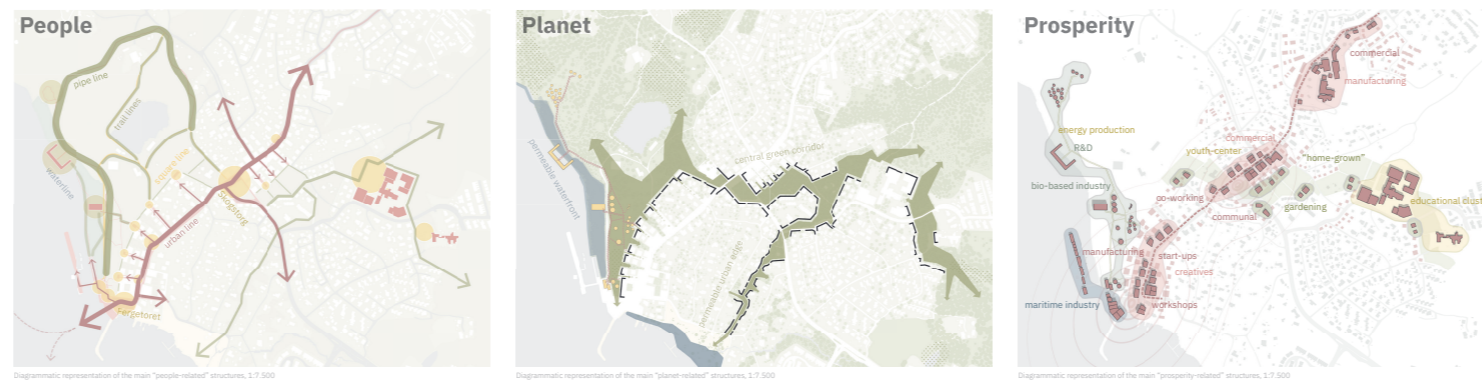 People
pipe line
trail lines
square line
waterline
skogstorg
urban line
Fergetoret
Diagrammatic representation of the main "people-related" structures, 1:7.500
Planet
permeable waterfront
central green corridor
permeable urban edge
Diagrammatic representation of the main "planet-related" structures, 1:7.500
Prosperity
commercial
manufacturing
energy production
commercial
R&D
youth-center
"home-grown"
bio-based industry
co-working
educational clust
communal
gardening
manufacturing
start-ups
creatives
maritime industry
workshops
Diagrammatic representation of the main "prosperity-related" structures, 1:7.500